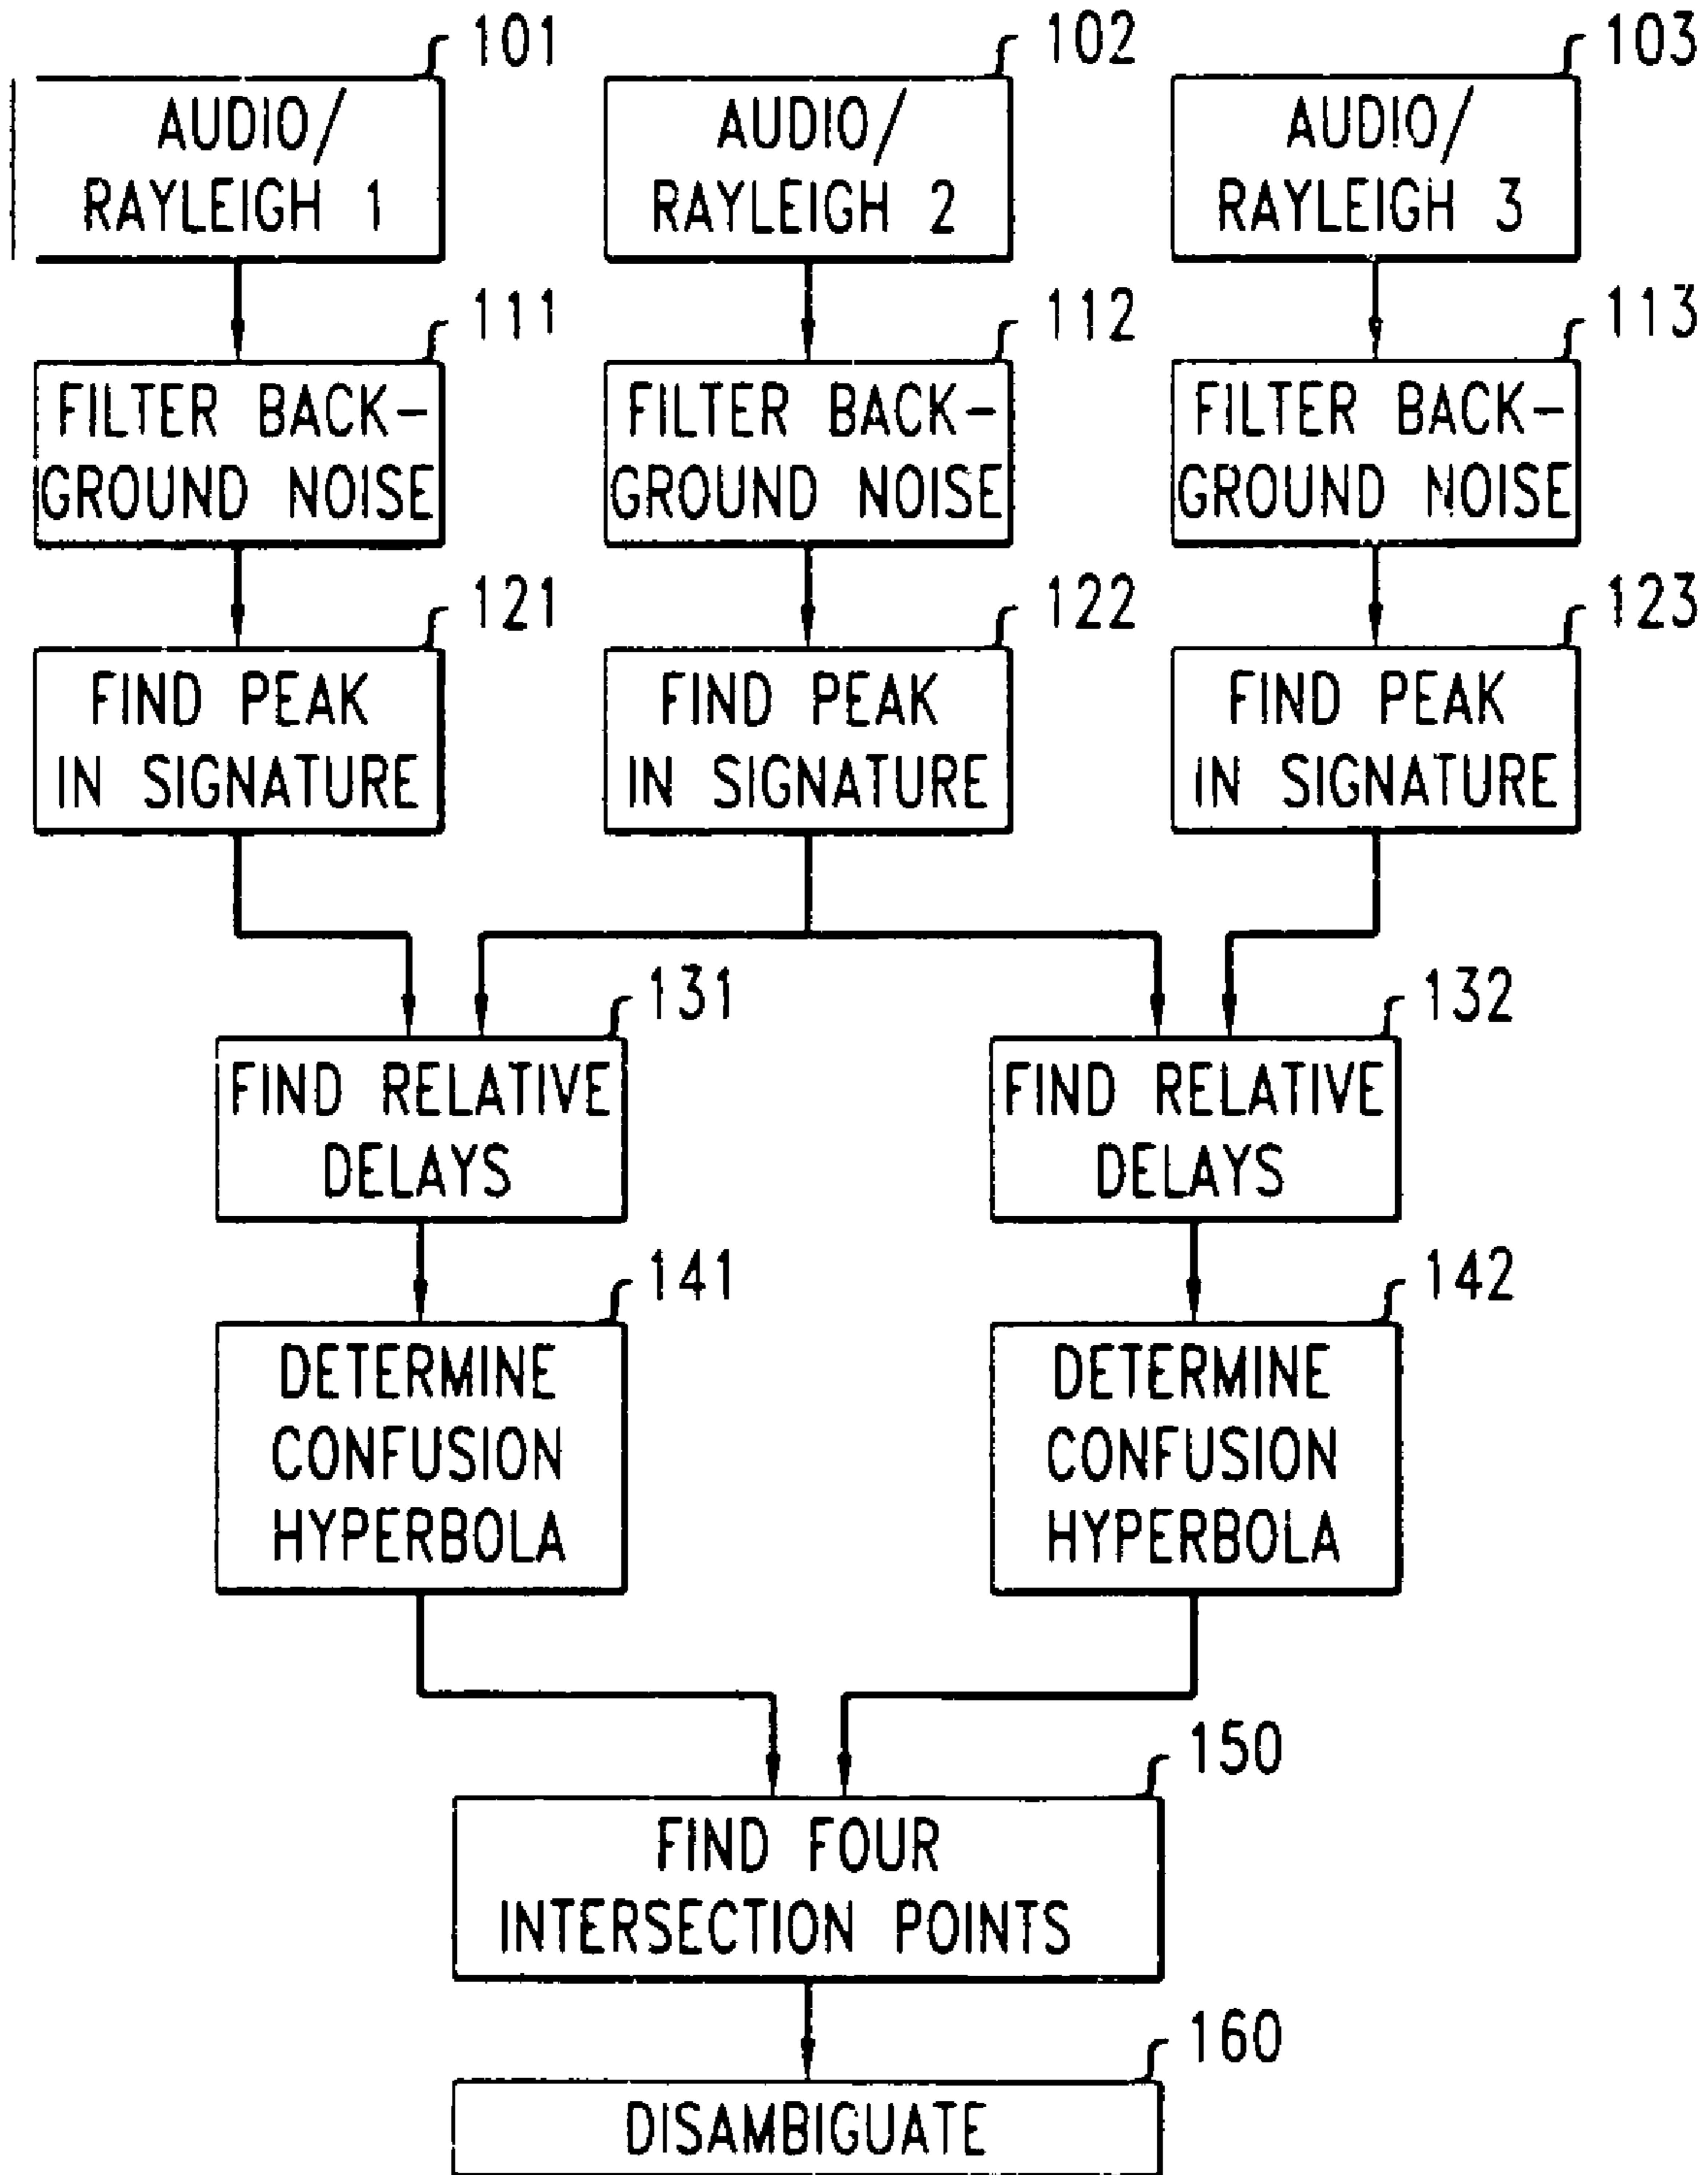 101
AUDIO/
RAYLEIGH 1
102
AUDIO/
RAYLEIGH 2
103
AUDIO/
RAYLEIGH 3
111
FILTER BACK-
GROUND NOISE
112
FILTER BACK-
GROUND NOISE
113
FILTER BACK-
GROUND NOISE
121
FIND PEAK
IN SIGNATURE
122
FIND PEAK
IN SIGNATURE
123
FIND PEAK
IN SIGNATURE
131
FIND RELATIVE
DELAYS
132
FIND RELATIVE
DELAYS
141
DETERMINE
CONFUSION
HYPERBOLA
142
DETERMINE
CONFUSION
HYPERBOLA
150
FIND FOUR
INTERSECTION POINTS
160
DISAMBIGUATE